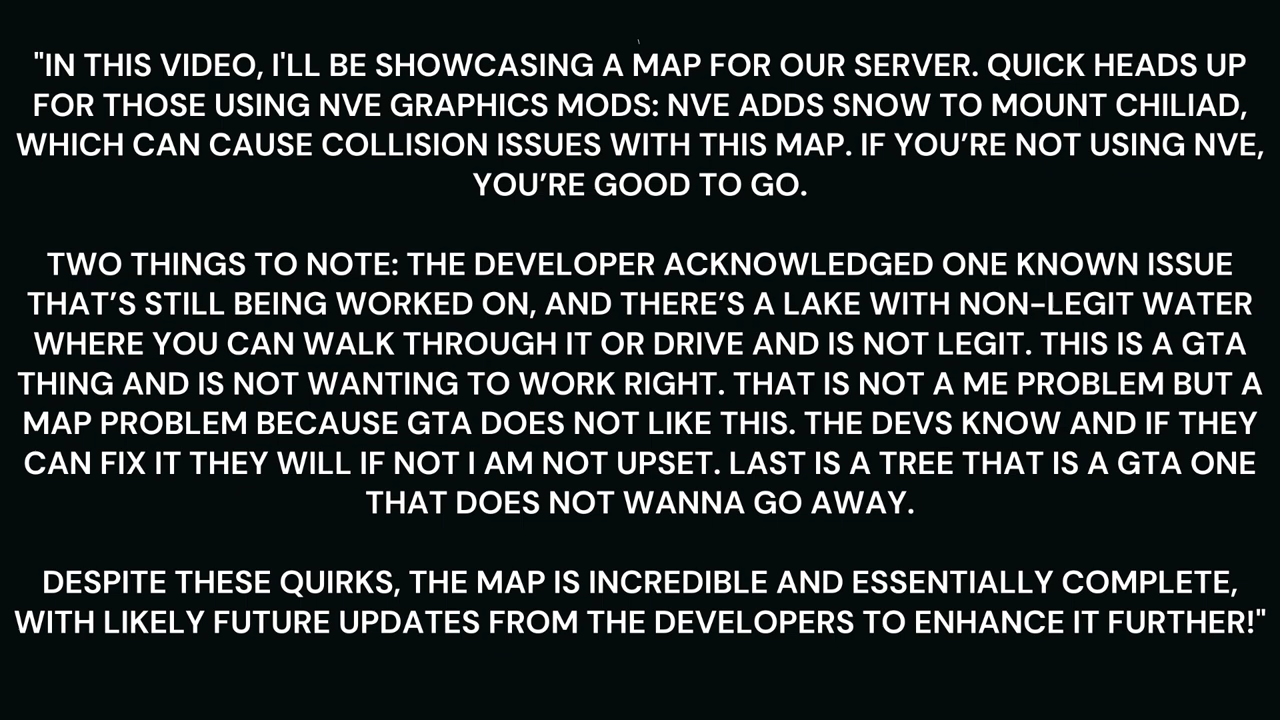 "IN THIS VIDEO, I'LL BE SHOWCASING A MAP FOR OUR SERVER. QUICK HEADS UP
FOR THOSE USING NVE GRAPHICS MODS: NVE ADDS SNOW TO MOUNT CHILIAD,
WHICH CAN CAUSE COLLISION ISSUES WITH THIS MAP. IF YOU’RE NOT USING NVE,
YOU’RE GOOD TO GO.
TWO THINGS TO NOTE: THE DEVELOPER ACKNOWLEDGED ONE KNOWN ISSUE
THAT’S STILL BEING WORKED ON, AND THERE’S A LAKE WITH NON-LEGIT WATER
WHERE YOU CAN WALK THROUGH IT OR DRIVE AND IS NOT LEGIT. THIS IS A GTA
THING AND IS NOT WANTING TO WORK RIGHT. THAT IS NOT A ME PROBLEM BUT A
MAP PROBLEM BECAUSE GTA DOES NOT LIKE THIS. THE DEVS KNOW AND IF THEY
CAN FIX IT THEY WILL IF NOT I AM NOT UPSET. LAST IS A TREE THAT IS A GTA ONE
THAT DOES NOT WANNA GO AWAY.
DESPITE THESE QUIRKS, THE MAP IS INCREDIBLE AND ESSENTIALLY COMPLETE,
WITH LIKELY FUTURE UPDATES FROM THE DEVELOPERS TO ENHANCE IT FURTHER!"